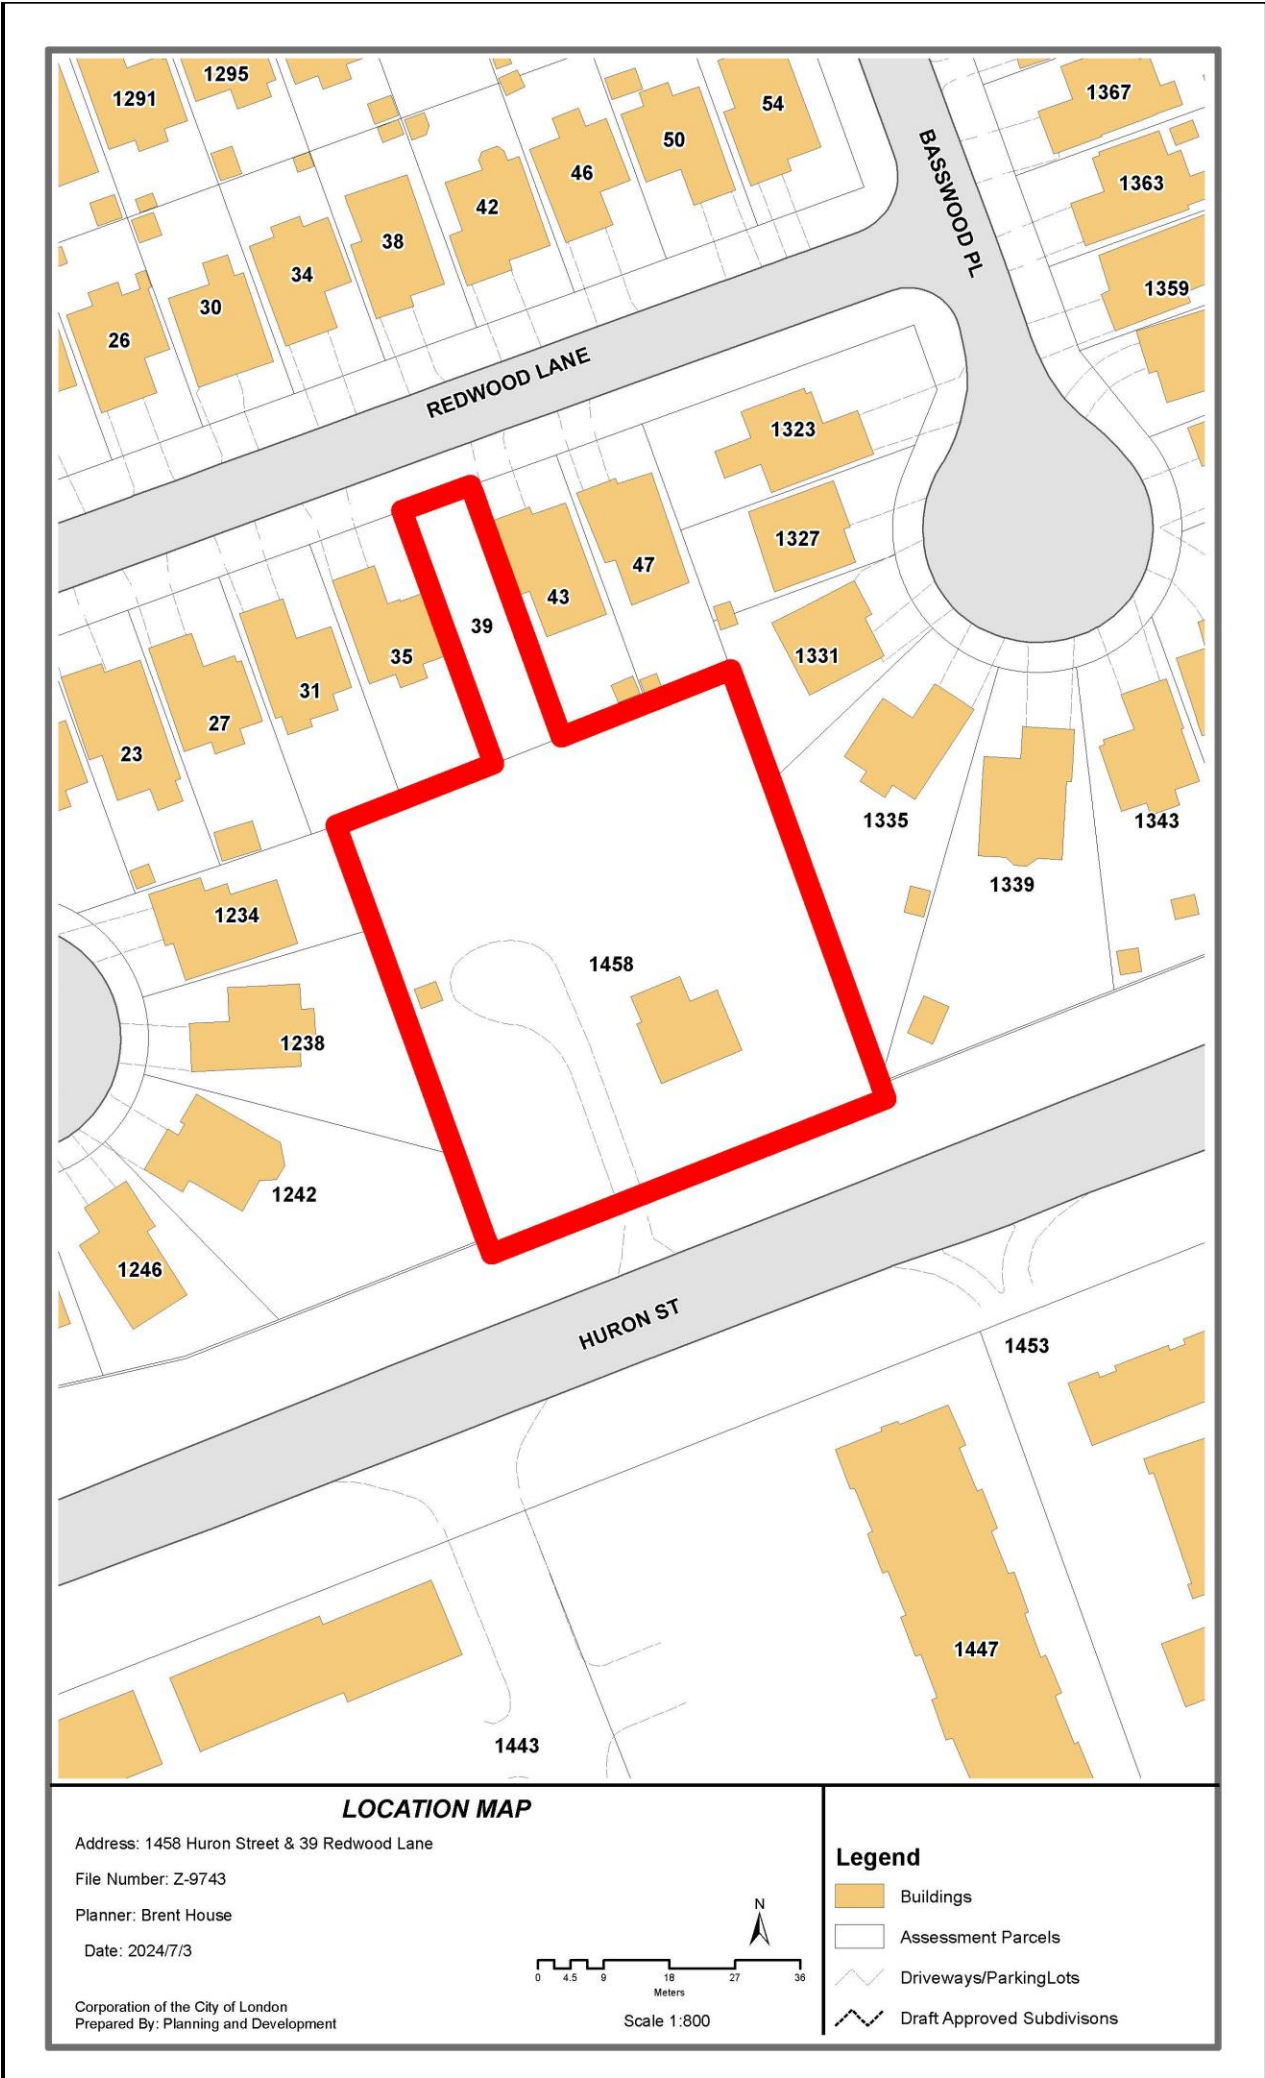 1295
1291
1367
54
50
46
BASSWOOD PL
1363
42
38
34
30
26
1359
REDWOOD LANE
1323
1327
47
43
39
35
31
27
23
1331
1335
1339
1343
1234
1458
1238
1242
1246
HURON ST
1453
1447
1443
LOCATION MAP
Address: 1458 Huron Street & 39 Redwood Lane
File Number: Z-9743
Planner: Brent House
Date: 2024/7/3
Corporation of the City of London
Prepared By: Planning and Development
N
0 4.5 9 18 27 36
Meters
Scale 1:800
Legend
Buildings
Assessment Parcels
Driveways/ParkingLots
Draft Approved Subdivisons